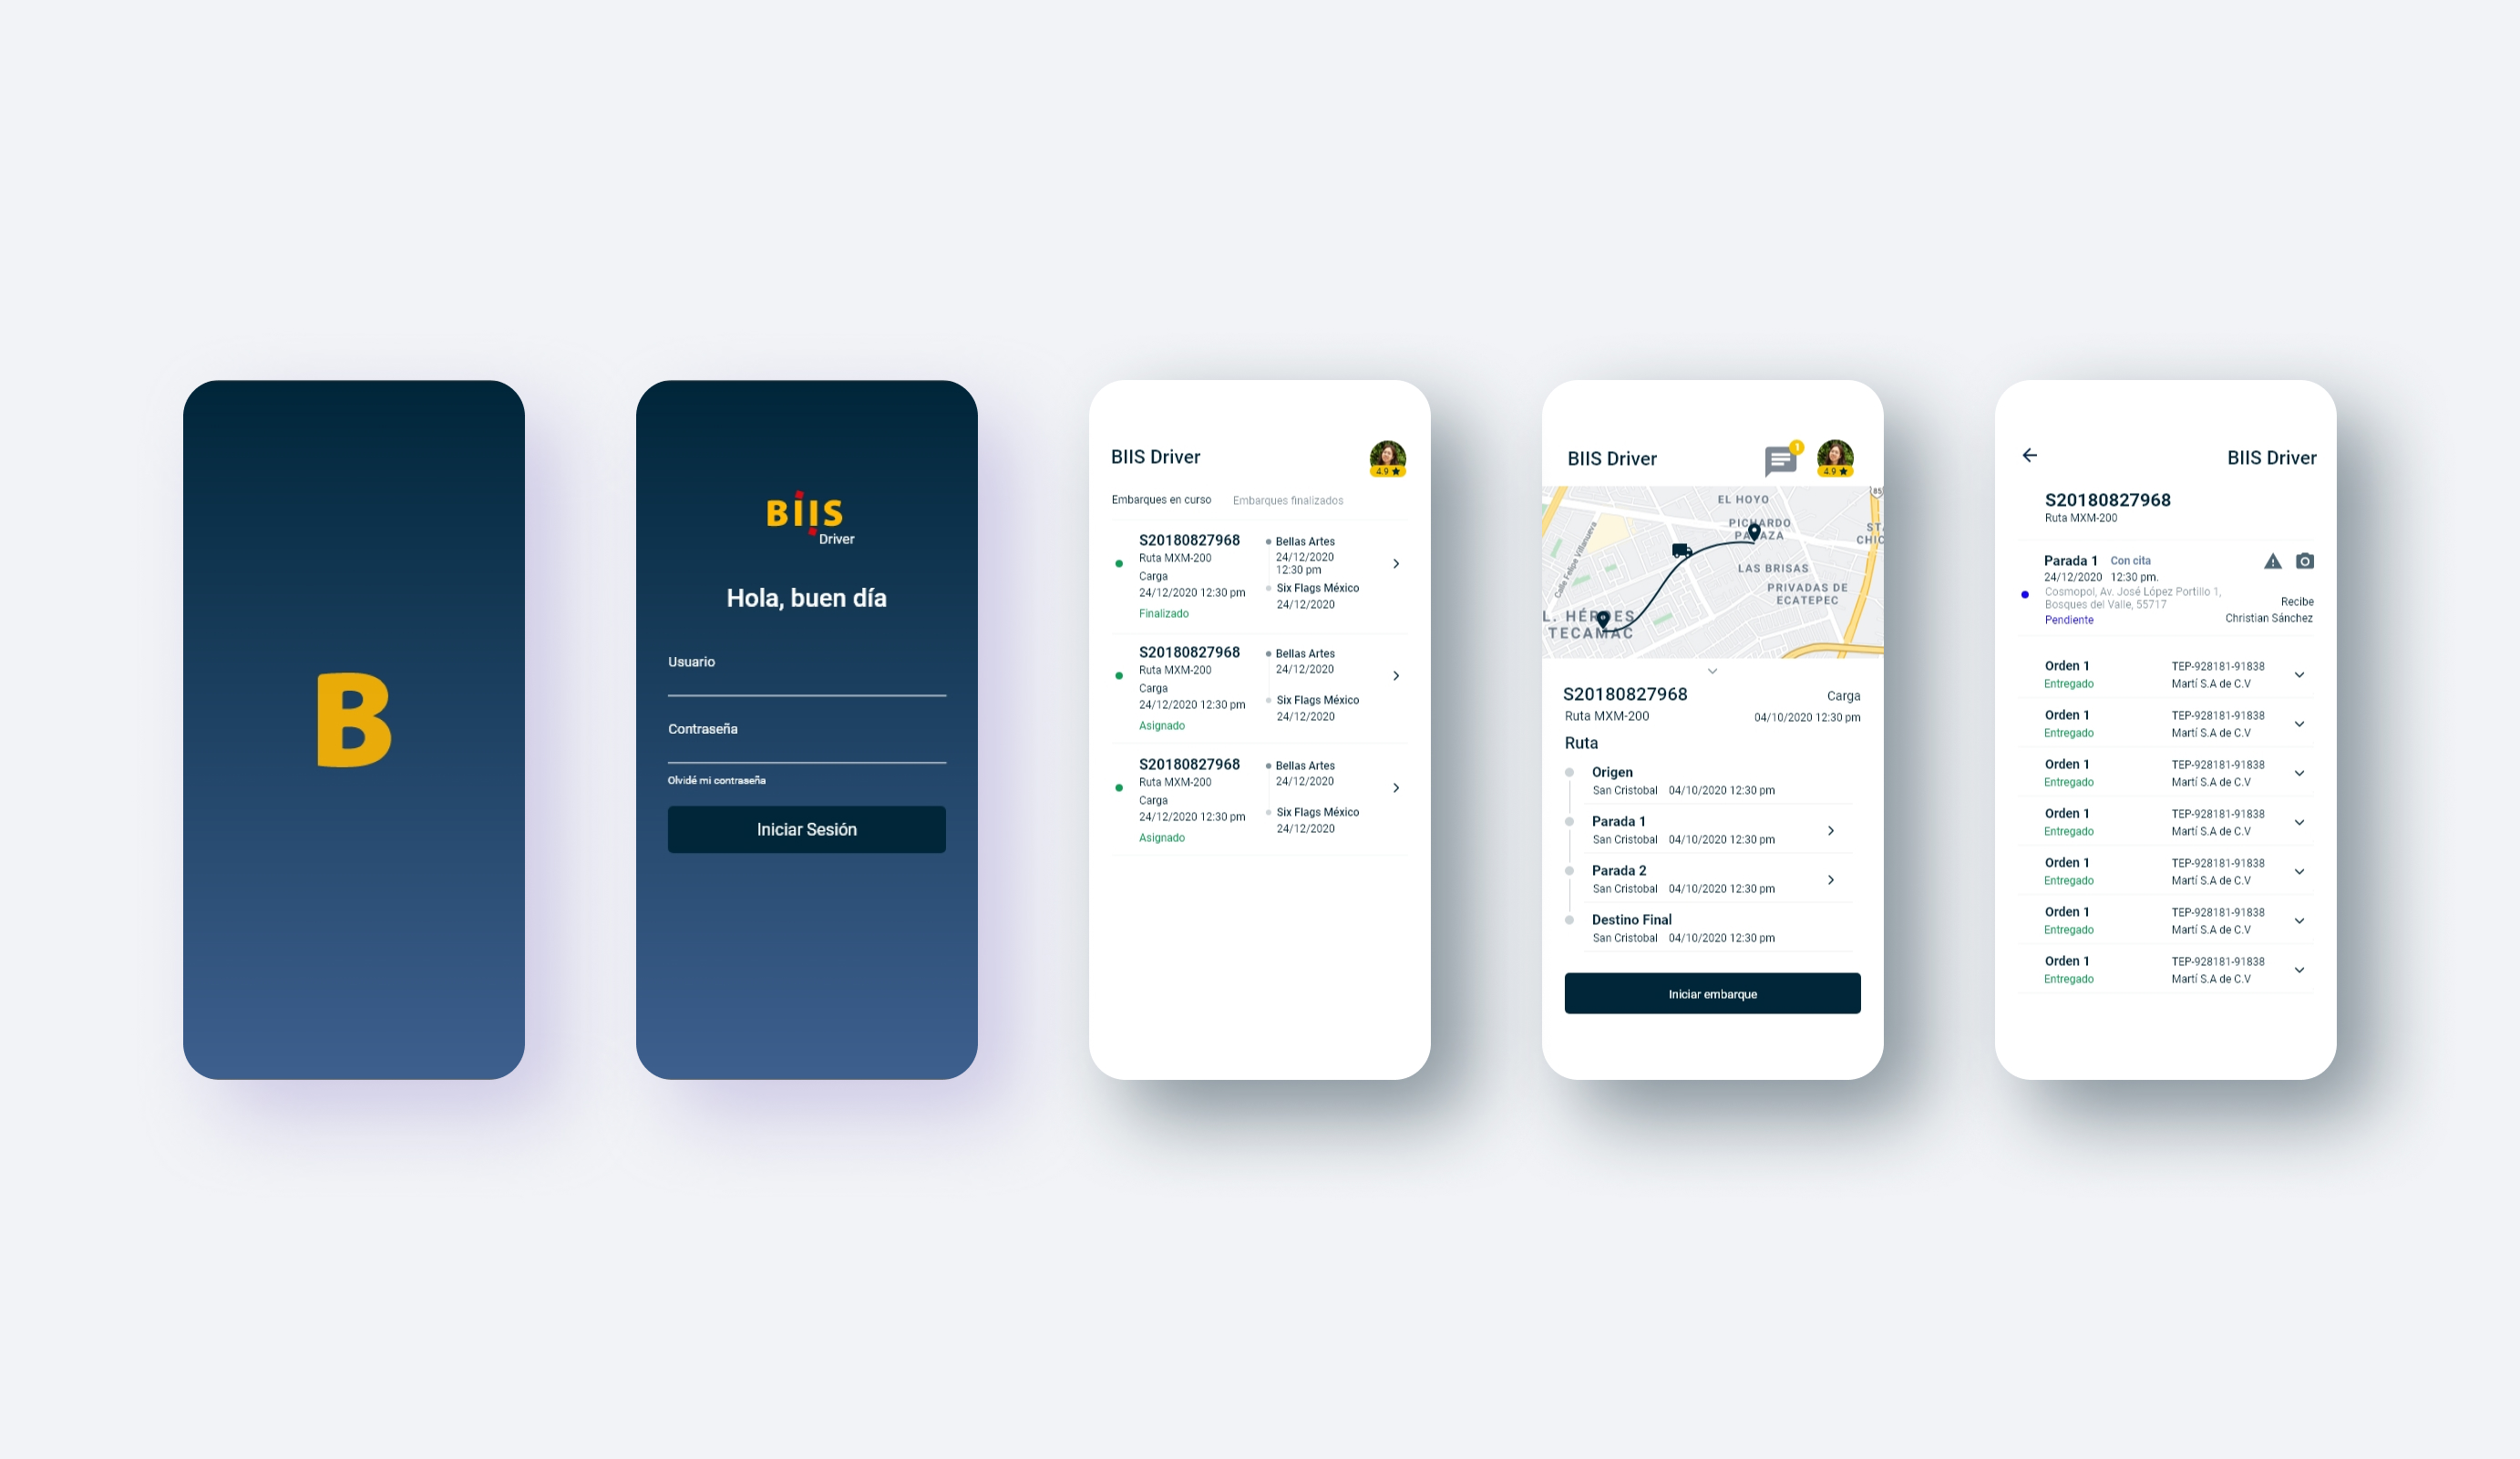 B
BIIS
Driver
Hola, buen día
Usuario
Contraseña
Olvidé mi contraseña
Iniciar Sesión
BIIS Driver
4.9
Embarques en curso
Embarques finalizados
S20180827968
Ruta MXM-200
Carga
24/12/2020 12:30 pm
Finalizado
Bellas Artes
24/12/2020
12:30 pm
Six Flags México
24/12/2020
S20180827968
Ruta MXM-200
Carga
24/12/2020 12:30 pm
Asignado
Bellas Artes
24/12/2020
Six Flags México
24/12/2020
S20180827968
Ruta MXM-200
Carga
24/12/2020 12:30 pm
Asignado
Bellas Artes
24/12/2020
Six Flags México
24/12/2020
BIIS Driver
1
4.9
EL HOYO
85
PICHARDO
LAS BRISAS
PRIVADAS DE
ECATEPEC
Calle Felipe Villanueva
TECAMAC
S20180827968
Carga
Ruta MXM-200
04/10/2020 12:30 pm
Ruta
Origen
San Cristobal 04/10/2020 12:30 pm
Parada 1
San Cristobal 04/10/2020 12:30 pm
Parada 2
San Cristobal 04/10/2020 12:30 pm
Destino Final
San Cristobal 04/10/2020 12:30 pm
Iniciar embarque
BIIS Driver
S20180827968
Ruta MXM-200
Parada 1 Con cita
24/12/2020 12:30 pm.
Cosmopol, Av. José López Portillo 1,
Bosques del Valle, 55717
Pendiente
Recibe
Christian Sánchez
Orden 1
TEP-928181-91838
Entregado
Martí S.A de C.V
Orden 1
TEP-928181-91838
Entregado
Martí S.A de C.V
Orden 1
TEP-928181-91838
Entregado
Martí S.A de C.V
Orden 1
TEP-928181-91838
Entregado
Martí S.A de C.V
Orden 1
TEP-928181-91838
Entregado
Martí S.A de C.V
Orden 1
TEP-928181-91838
Entregado
Martí S.A de C.V
Orden 1
TEP-928181-91838
Entregado
Martí S.A de C.V